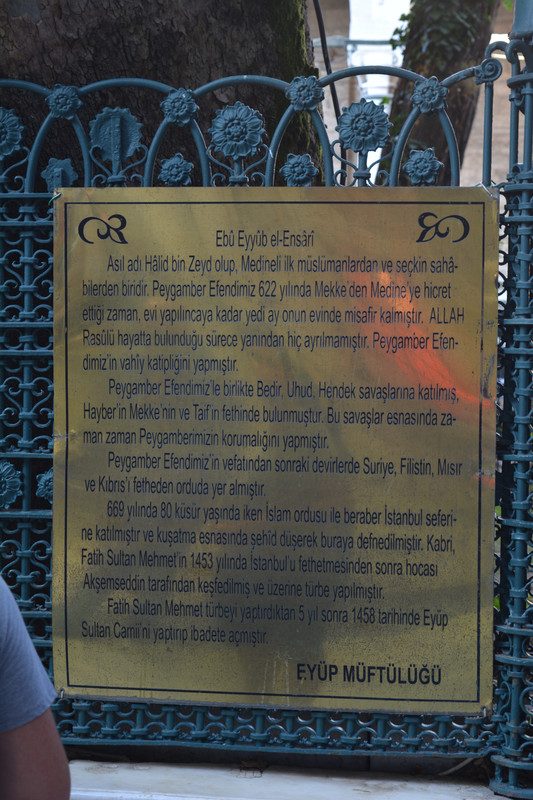 Ebû Eyyûb el-Ensârî
Asıl adı Hâlid bin Zeyd olup, Medineli ilk müslümanlardan ve seçkin sahâ-
bilerden biridir. Peygamber Efendimiz 622 yılında Mekke'den Medine'ye hicret
ettiği zaman, evi yapılıncaya kadar yedi ay onun evinde misafir kalmıştır. ALLAH
Rasûlü hayatta bulunduğu sürece yanından hiç ayrılmamıştır. Peygamber Efen-
dimiz'in vahîy katipliğini yapmıştır.
Peygamber Efendimiz'le birlikte Bedir, Uhud, Hendek savaşlarına katılmış,
Hayber'in Mekke'nin ve Taif'in fethinde bulunmuştur. Bu savaşlar esnasında za-
man zaman Peygamberimizin korumalığını yapmıştır.
Peygamber Efendimiz'in vefatından sonraki devirlerde Suriye, Filistin, Mısır
ve Kıbrıs'ı fetheden orduda yer almıştır.
669 yılında 80 küsür yaşında iken İslam ordusu ile beraber İstanbul seferi-
ne katılmıştır ve kuşatma esnasında şehid düşerek buraya defnedilmiştir. Kabri,
Fatih Sultan Mehmet'in 1453 yılında İstanbul'u fethetmesinden sonra hocası
Akşemseddin tarafından keşfedilmiş ve üzerine türbe yapılmıştır.
Fatih Sultan Mehmet türbeyi yaptırdıktan 5 yıl sonra 1458 tarihinde Eyüp
Sultan Camii'ni yaptırıp ibadete açmıştır.
EYÜP MÜFTÜLÜĞÜ